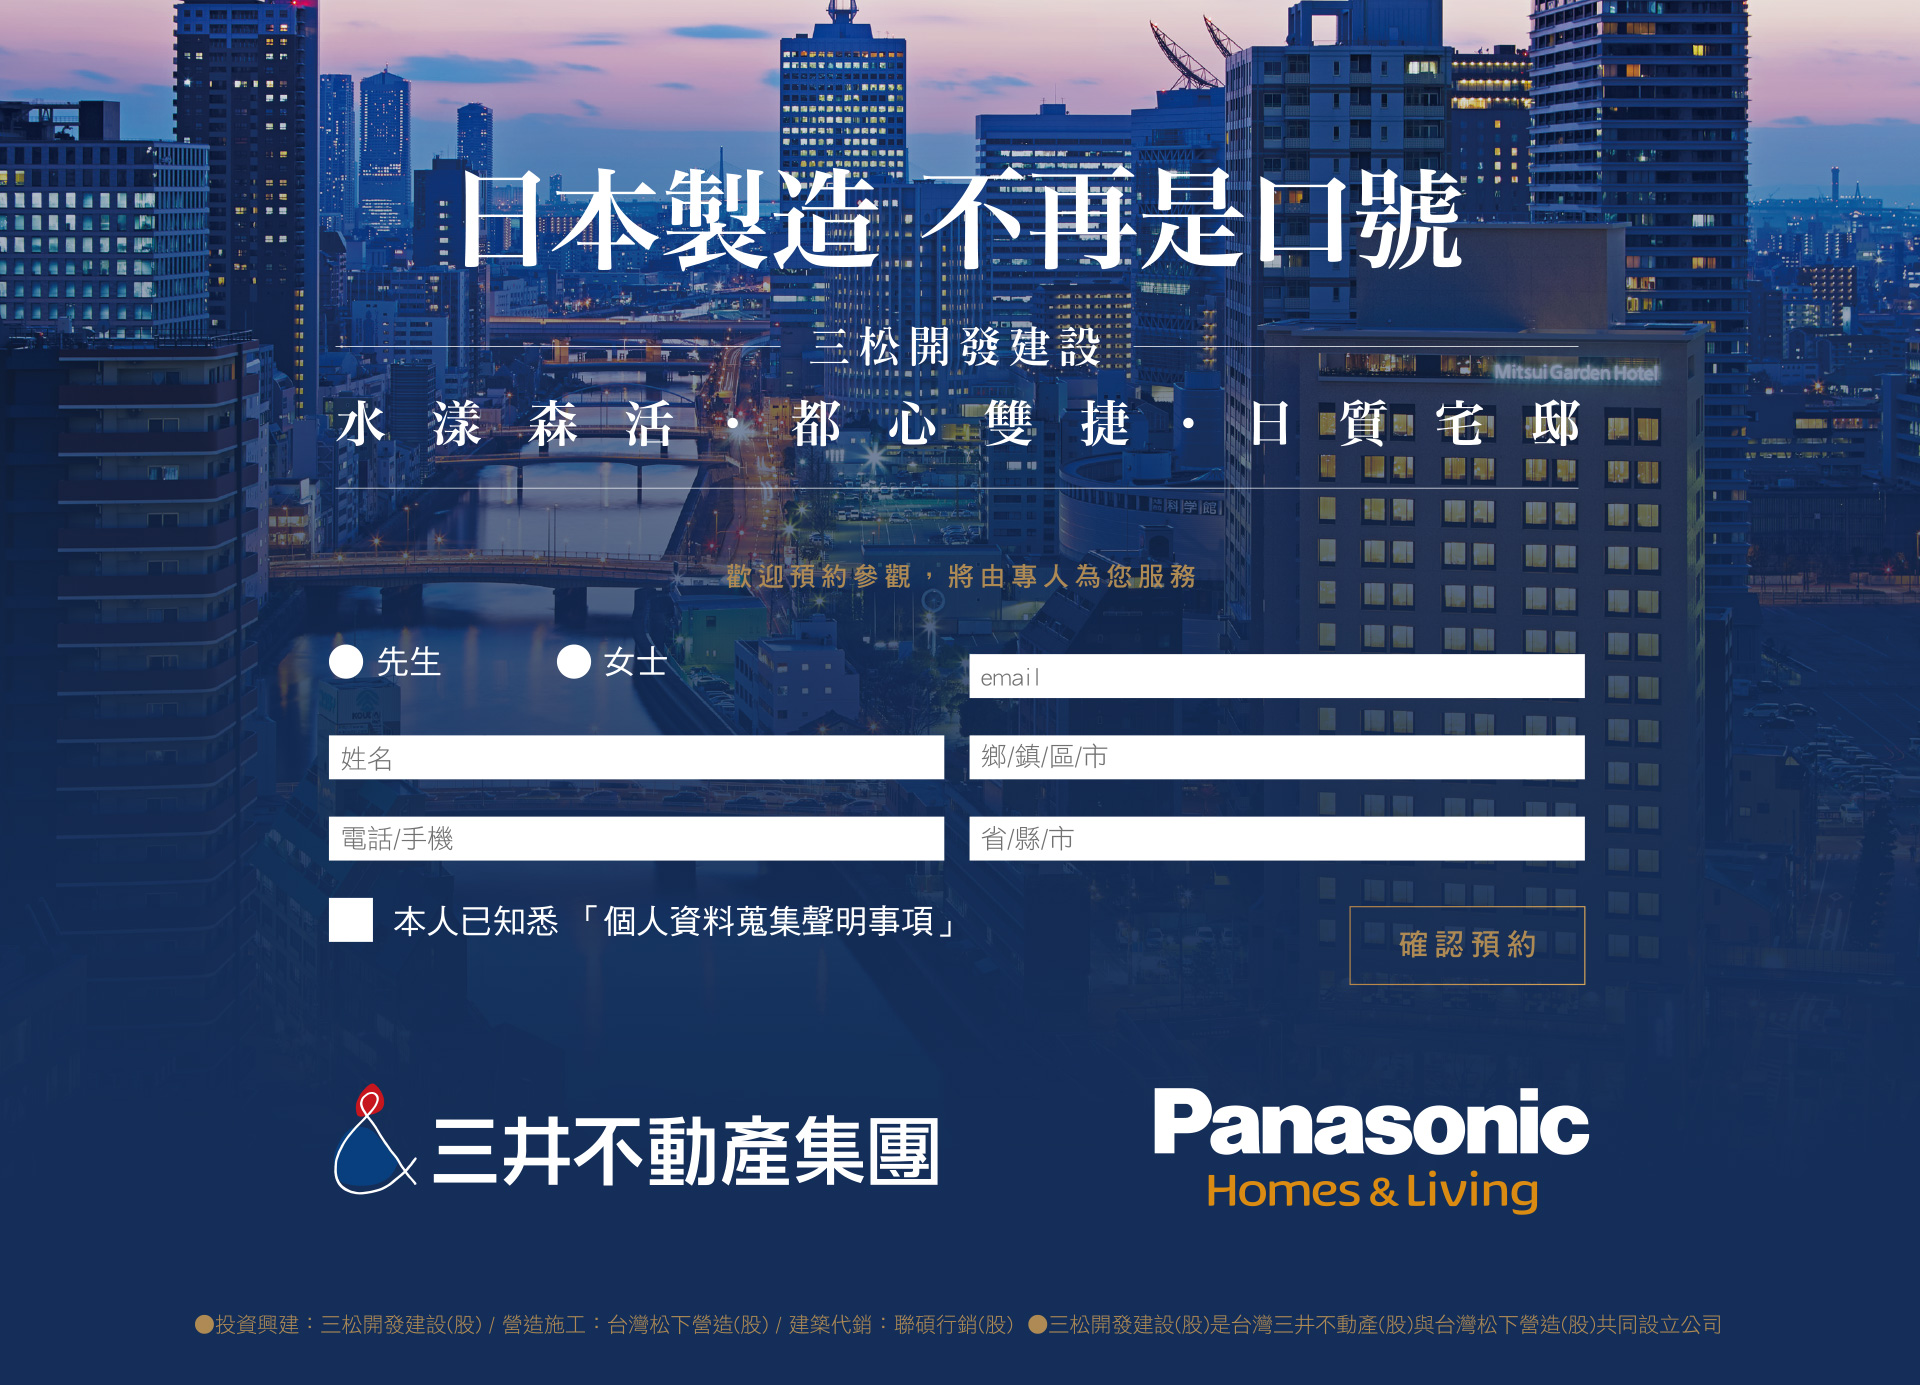 日本製造 不再是口號
三松開發建設
Mitsui Garden Hotel
水漾森活・都心雙捷・日質宅邸
科学館
歡迎預約參觀，將由專人為您服務
先生 女士
email
姓名
鄉/鎮/區/市
電話/手機
省/縣/市
本人已知悉「個人資料蒐集聲明事項」
確認預約
三井不動產集團
Panasonic
Homes & Living
●投資興建：三松開發建設(股) / 營造施工：台灣松下營造(股) / 建築代銷：聯碩行銷(股) ●三松開發建設(股)是台灣三井不動產(股)與台灣松下營造(股)共同設立公司